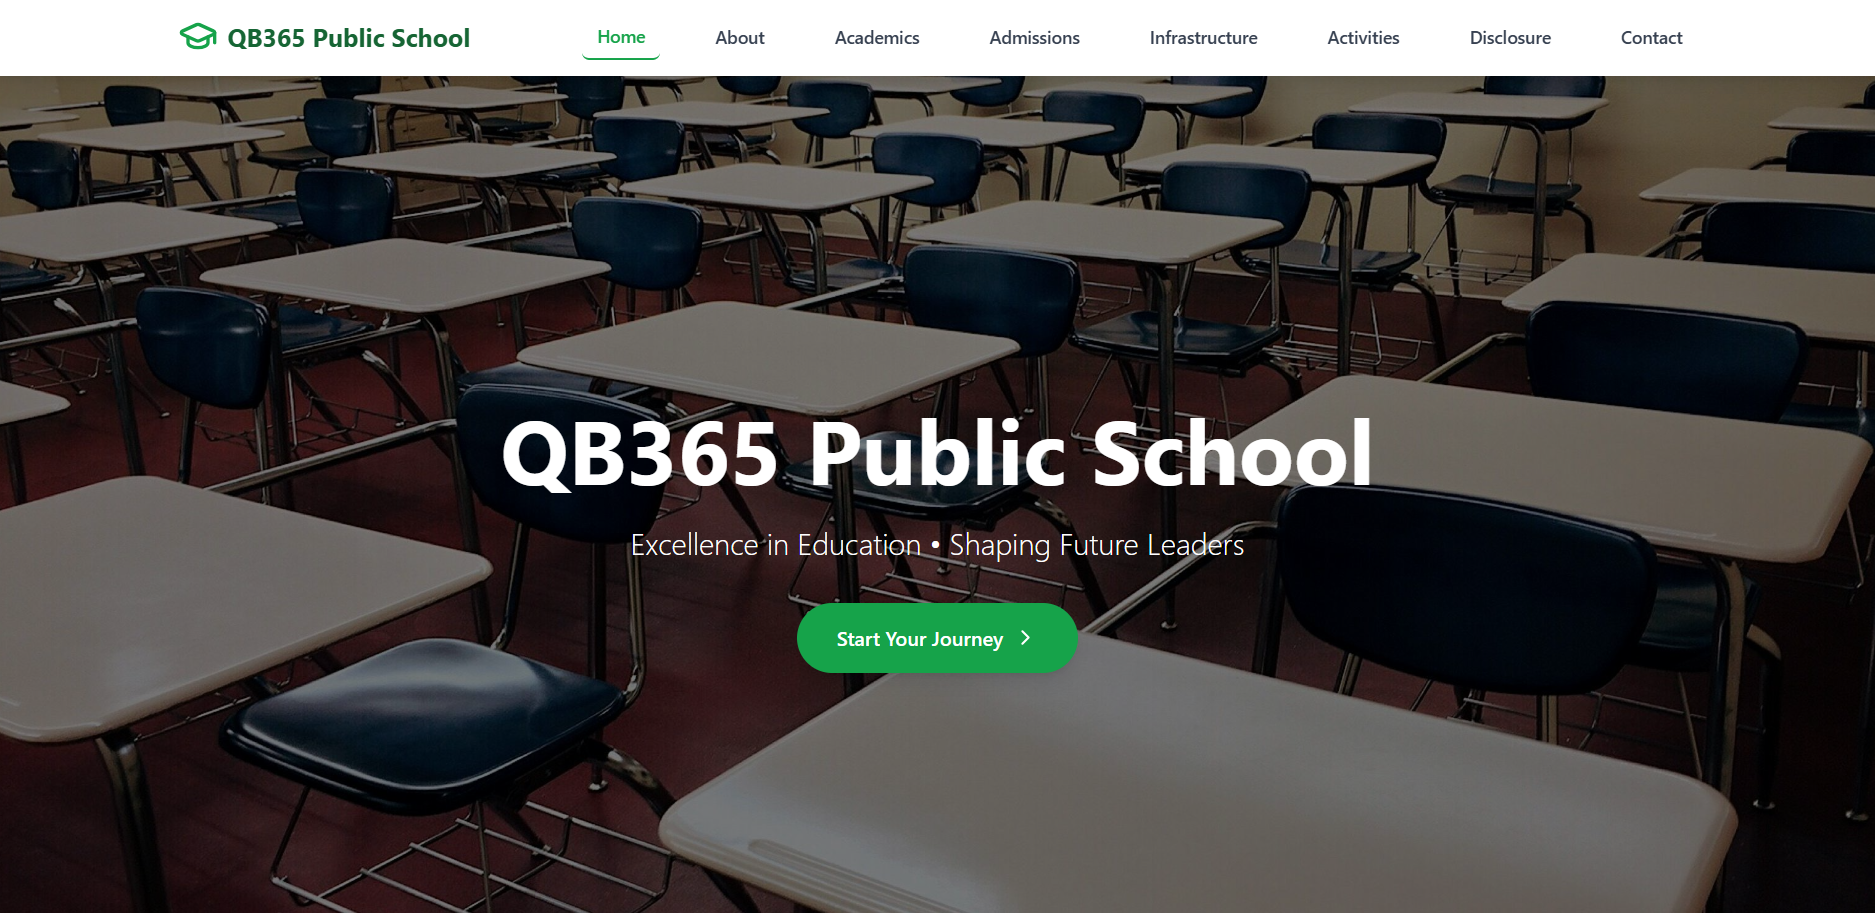 QB365 Public School
Home
About
Academics
Admissions
Infrastructure
Activities
Disclosure
Contact
QB365 Public School
Excellence in Education • Shaping Future Leaders
Start Your Journey